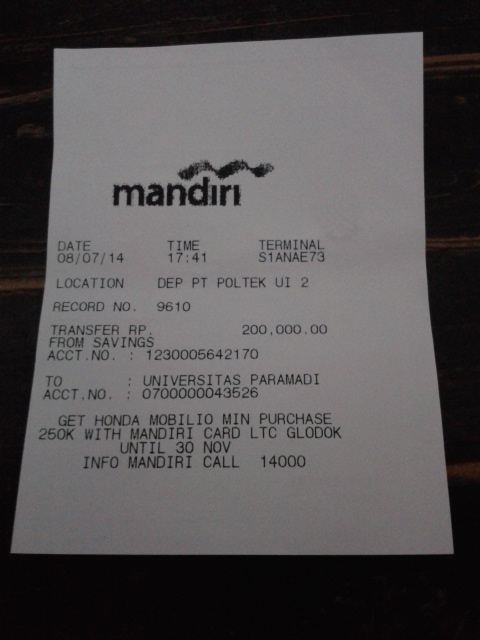 mandiri
DATE TIME TERMINAL
08/07/14 17:41 S1ANAE73
LOCATION DEP PT POLTEK UI 2
RECORD NO. 9610
TRANSFER RP. 200,000.00
FROM SAVINGS
ACCT.NO. : 1230005642170
TO : UNIVERSITAS PARAMADI
ACCT.NO. : 0700000043526
GET HONDA MOBILIO MIN PURCHASE
250K WITH MANDIRI CARD LTC GLODOK
UNTIL 30 NOV
INFO MANDIRI CALL 14000